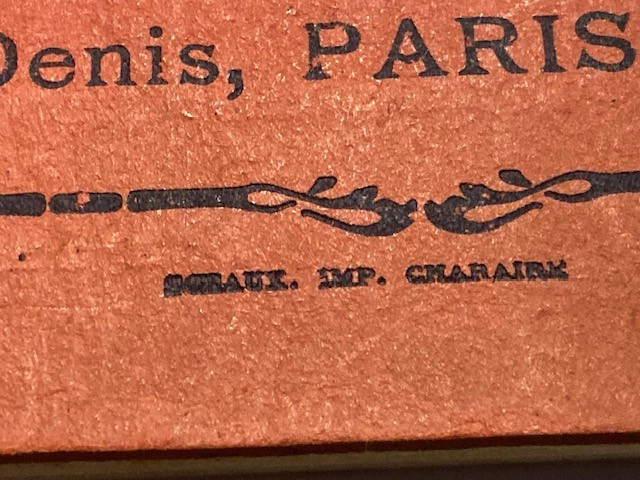 Denis, PARIS
SCEAUX. IMP. CHARAIRE